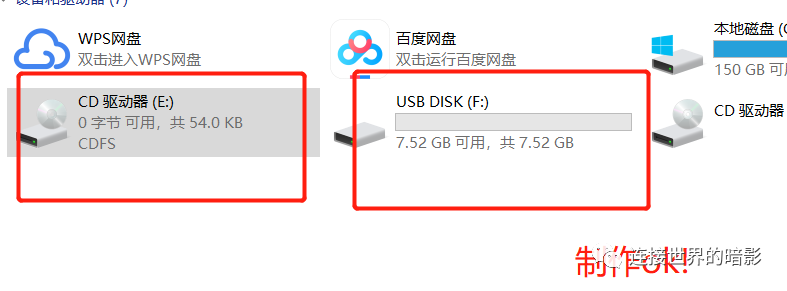 设备和驱动器 (7)
WPS网盘
双击进入WPS网盘
百度网盘
双击运行百度网盘
本地磁盘 (C
150 GB 可用
CD 驱动器 (E:)
0 字节 可用，共 54.0 KB
CDFS
USB DISK (F:)
7.52 GB 可用，共 7.52 GB
CD 驱动器
制作OK!
连接世界的暗影